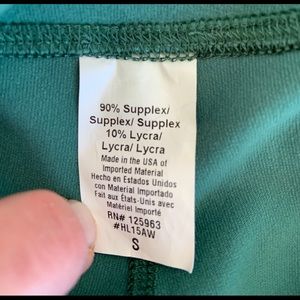 90% Supplex/
Supplex/ Supplex
10% Lycra/
Lycra/ Lycra
Made in the USA of
Imported Material
Hecho en Estados Unidos
con Material Importado
Fait aux États-Unis avec
Matériel Importé
RN# 125963
#HL15AW
S